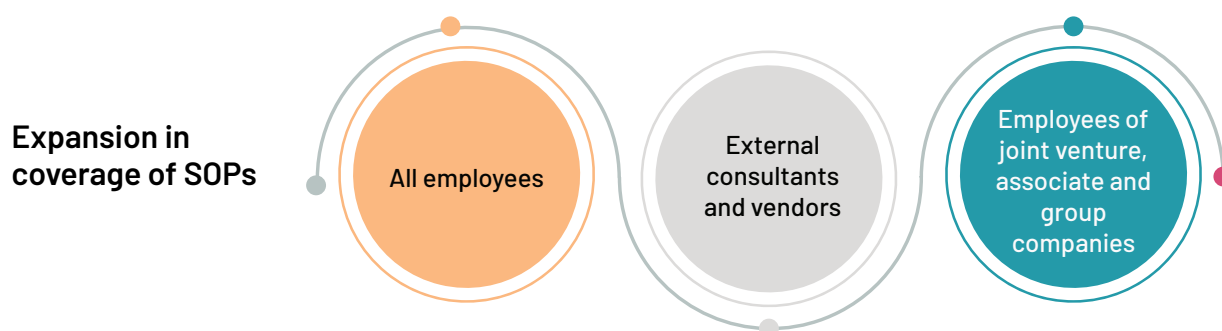 Expansion in
coverage of SOPs
All employees
External
consultants
and vendors
Employees of
joint venture,
associate and
group
companies